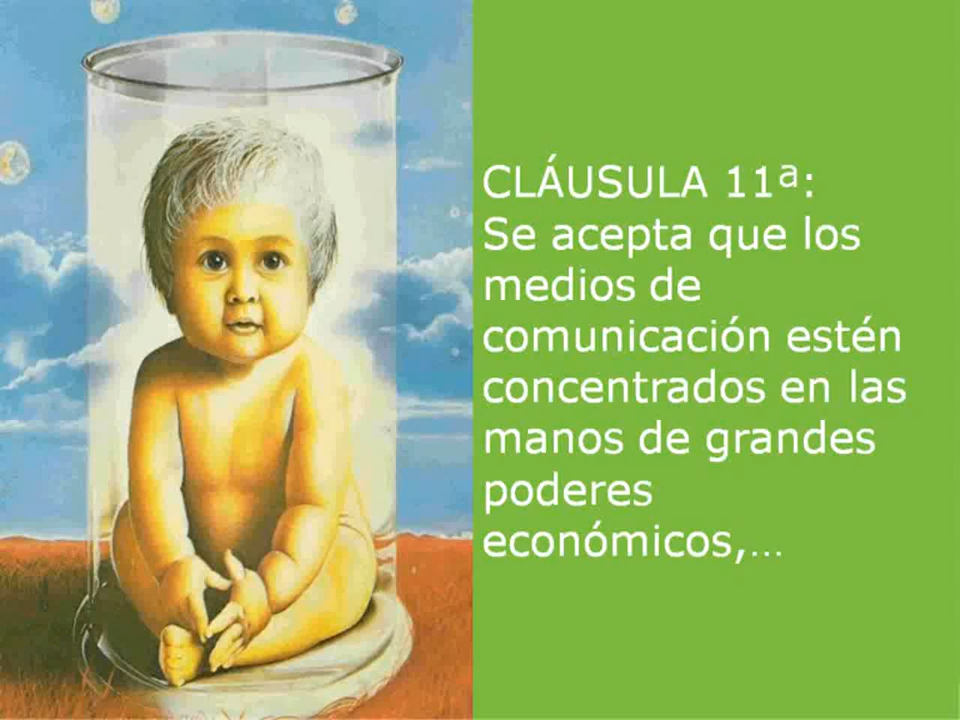 CLÁUSULA 11ª:
Se acepta que los
medios de
comunicación estén
concentrados en las
manos de grandes
poderes
económicos,...